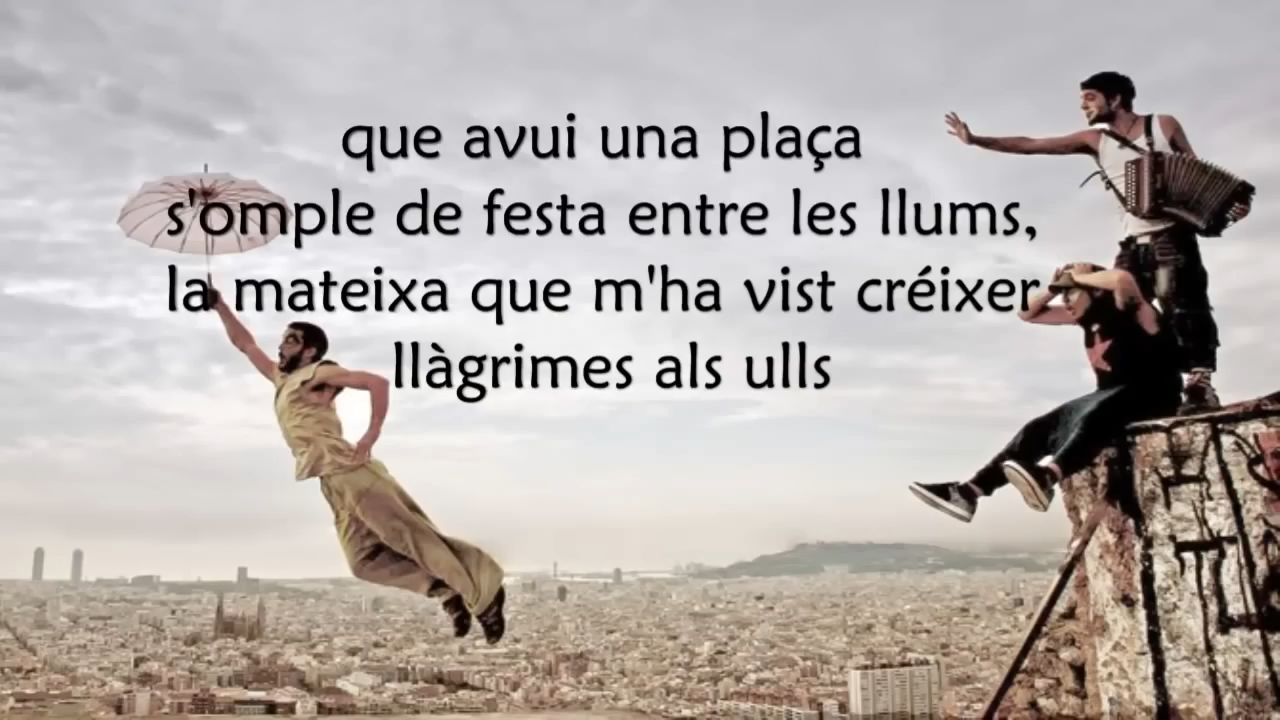 que avui una plaça
s'omple de festa entre les llums,
la mateixa que m'ha vist créixer
llàgrimes als ulls